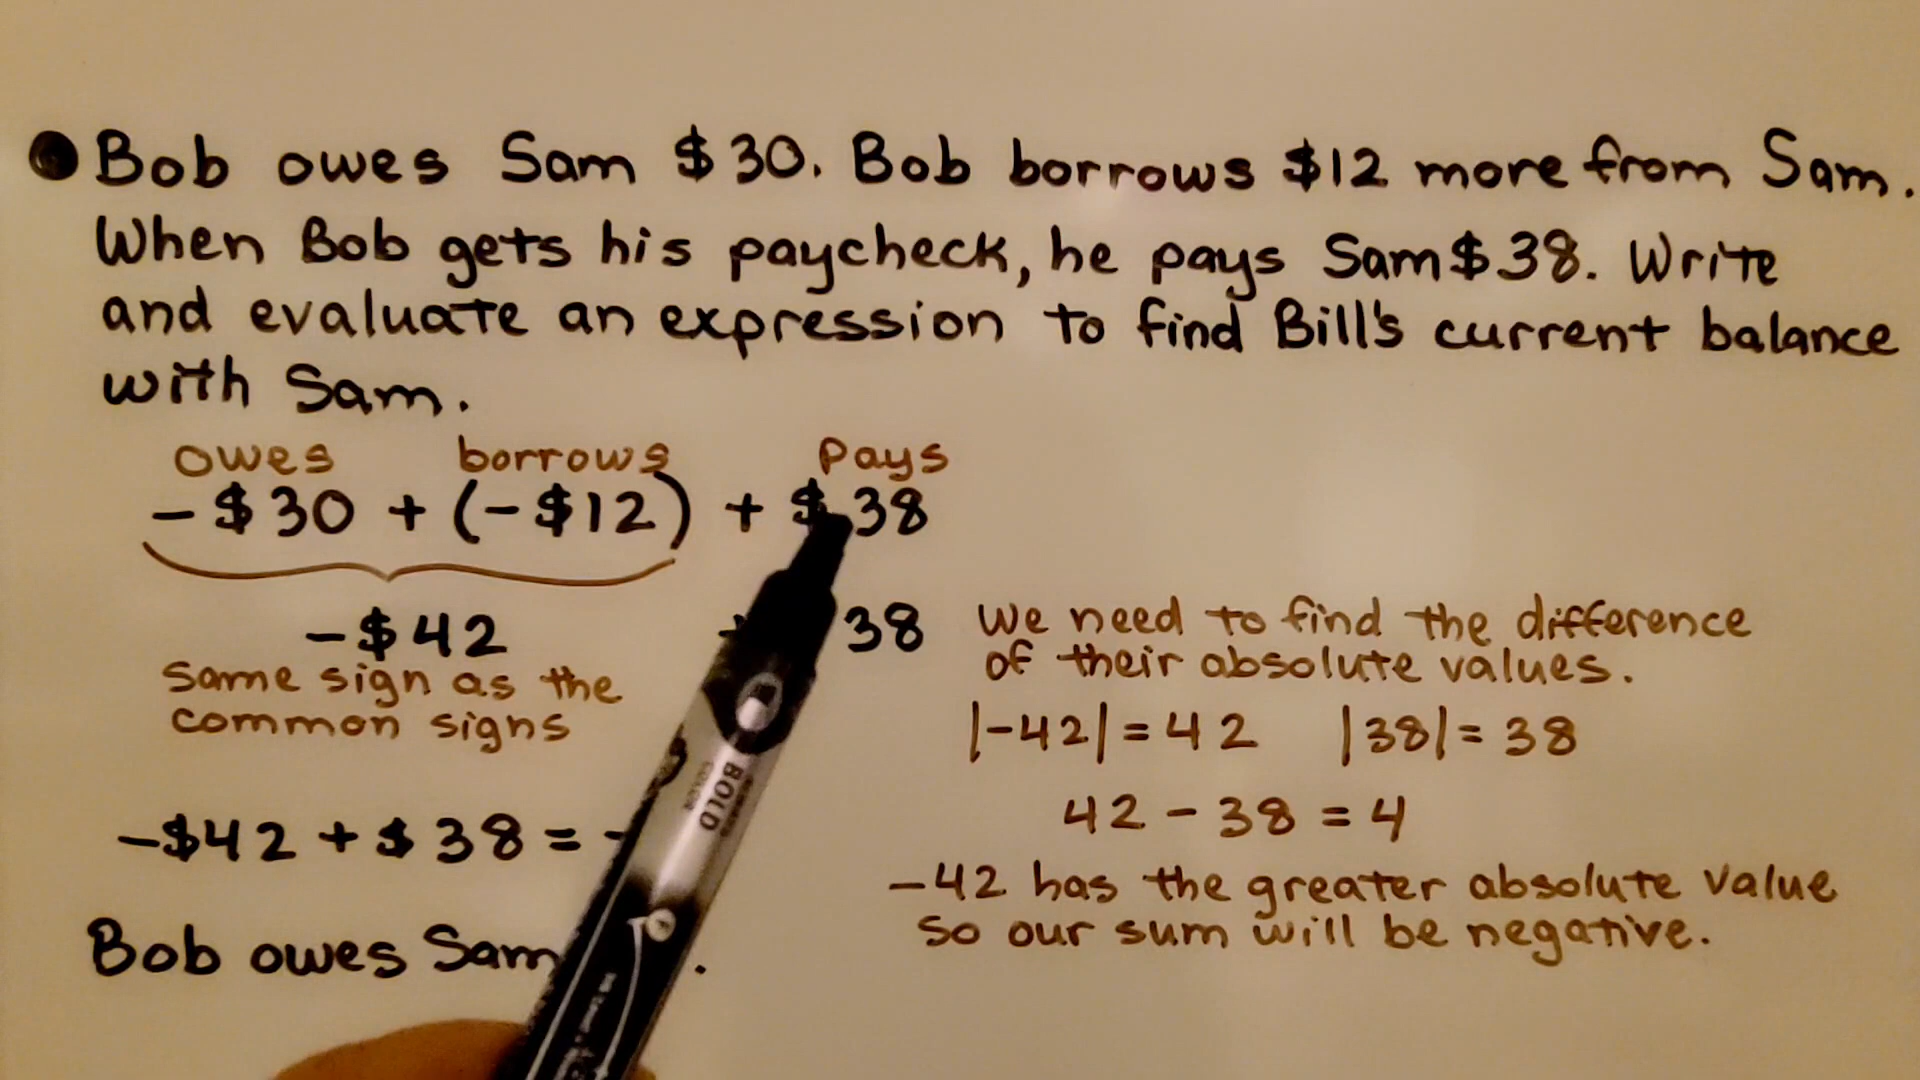 Bob owes Sam $30. Bob borrows $12 more from Sam.
When Bob gets his paycheck, he pays Sam $38. Write
and evaluate an expression to find Bill's current balance
with Sam.
owes borrows pays
-$30 + (-$12) + $38
-$42 38
same sign as the
common signs
We need to find the difference
of their absolute values.
|-42| = 42 |38| = 38
42 - 38 = 4
-$42 + $38 = -
-42 has the greater absolute value
so our sum will be negative.
Bob owes Sam .
BOLD